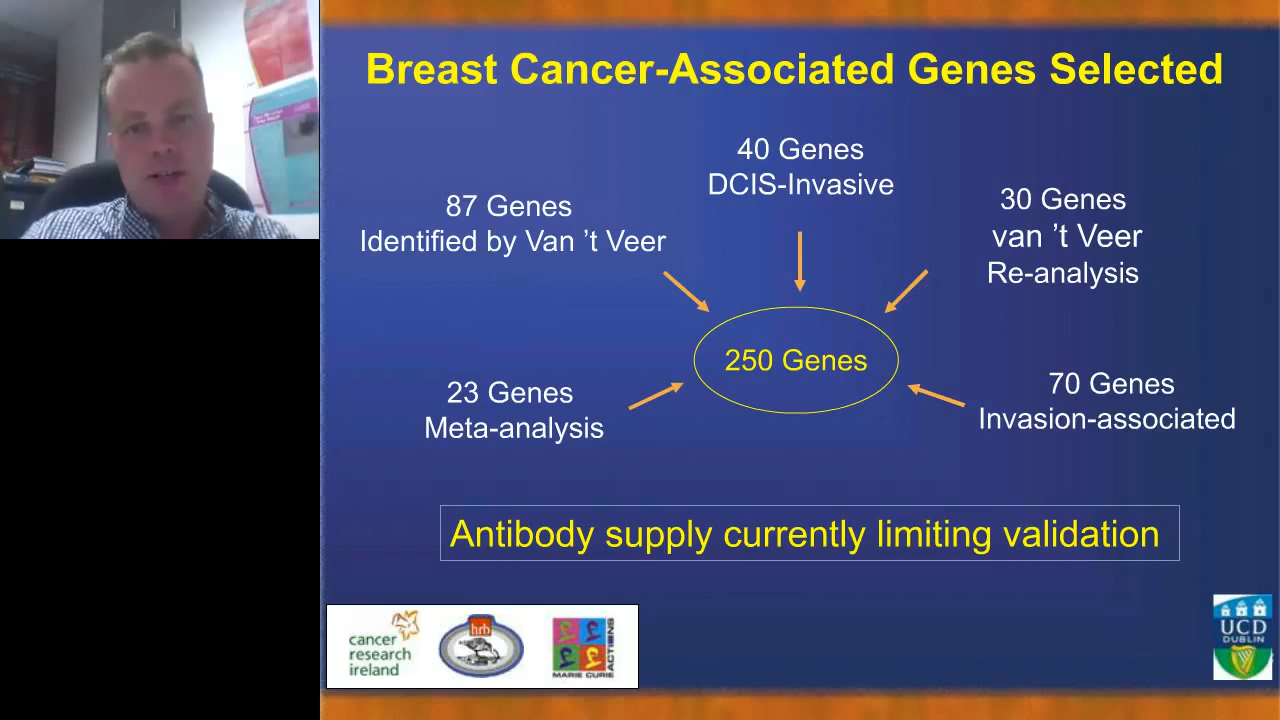 Breast Cancer-Associated Genes Selected
40 Genes
DCIS-Invasive
87 Genes
Identified by Van ’t Veer
30 Genes
van ’t Veer
Re-analysis
250 Genes
23 Genes
Meta-analysis
70 Genes
Invasion-associated
Antibody supply currently limiting validation
cancer
research
ireland
hrb
MARIE CURIE
ACTIONS
UCD
DUBLIN